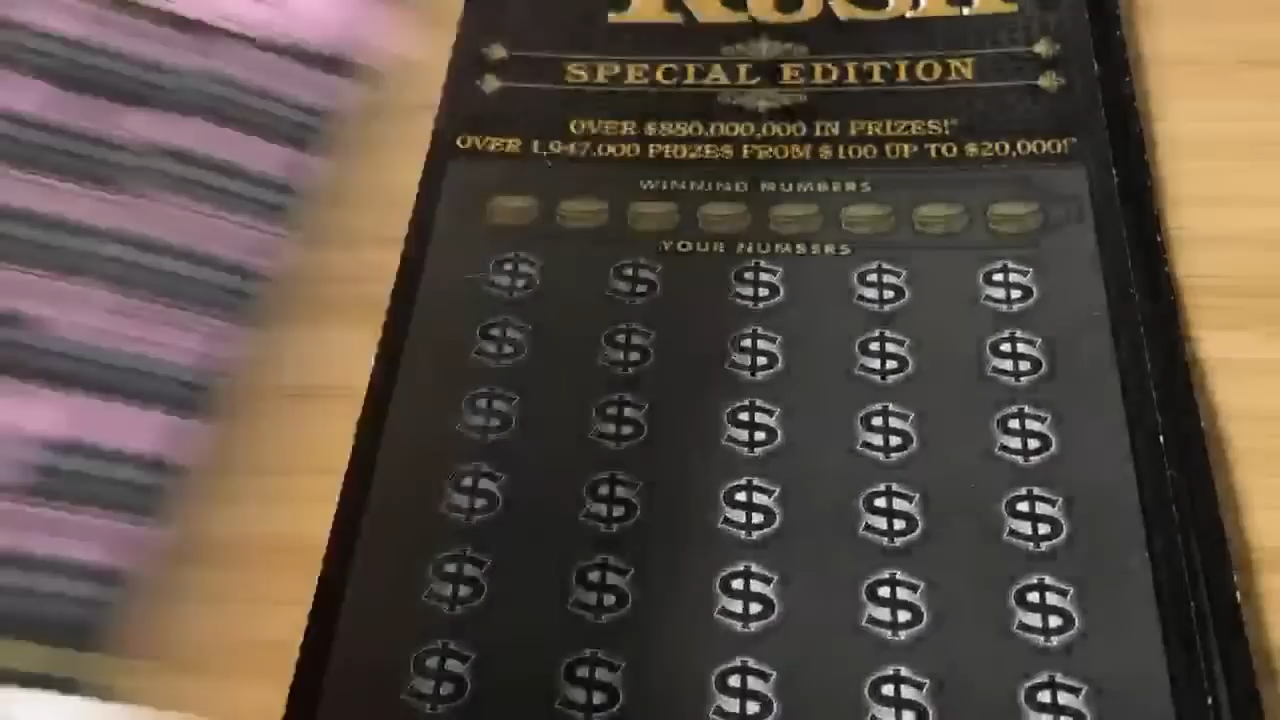 RUSH
SPECIAL EDITION
OVER $880,000,000 IN PRIZES!*
OVER 1,947,000 PRIZES FROM $100 UP TO $20,000!*
WINNING NUMBERS
YOUR NUMBERS
$ $ $ $ $
$ $ $ $ $
$ $ $ $ $
$ $ $ $ $
$ $ $ $ $
$ $ $ $ $